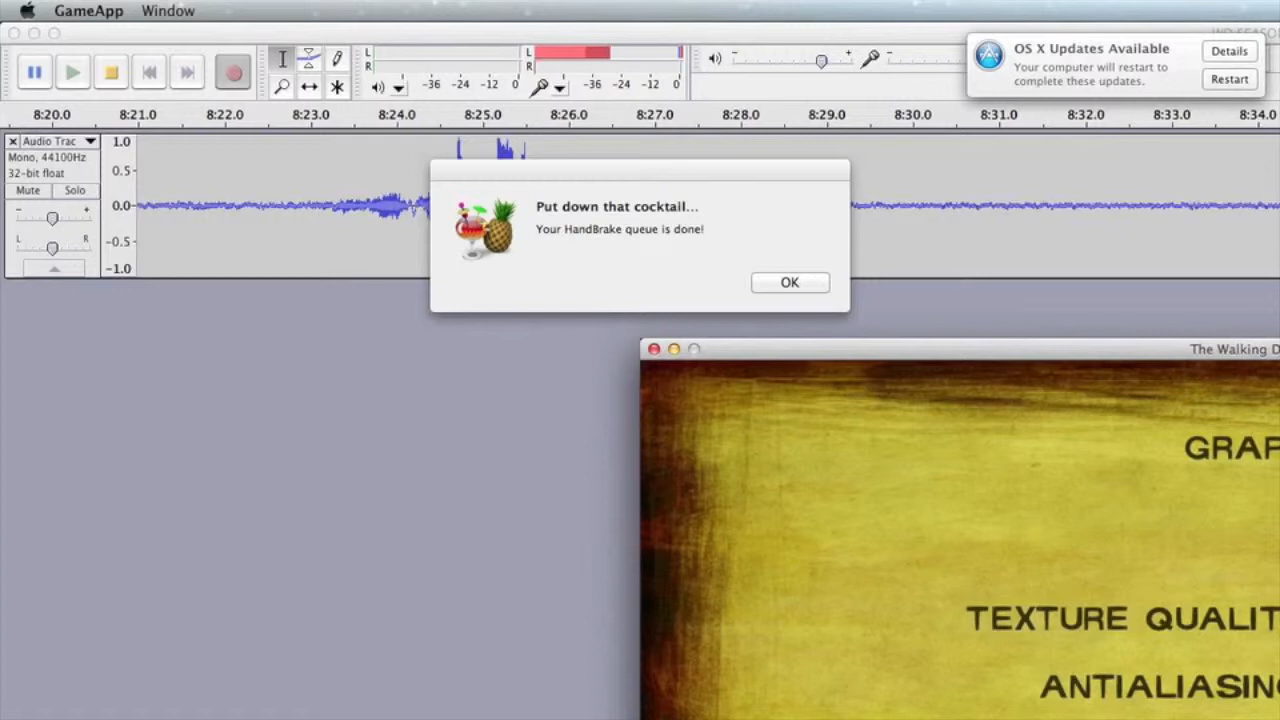 GameApp Window
OS X Updates Available
Details
Your computer will restart to
complete these updates.
Restart
L
R
-36 -24 -12 0
L
R
-36 -24 -12 0
8:20.0 8:21.0 8:22.0 8:23.0 8:24.0 8:25.0 8:26.0 8:27.0 8:28.0 8:29.0 8:30.0 8:31.0 8:32.0 8:33.0 8:34.0
Audio Trac
Mono, 44100Hz
32-bit float
Mute Solo
L R
1.0
0.5
0.0
-0.5
-1.0
Put down that cocktail...
Your HandBrake queue is done!
OK
The Walking D
GRAP
TEXTURE QUALIT
ANTIALIASING